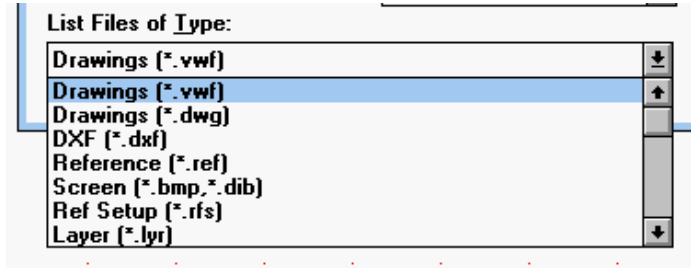 List Files of Type:
Drawings (*.vwf)
Drawings (*.vwf)
Drawings (*.dwg)
DXF (*.dxf)
Reference (*.ref)
Screen (*.bmp,*.dib)
Ref Setup (*.rfs)
Layer (*.lyr)